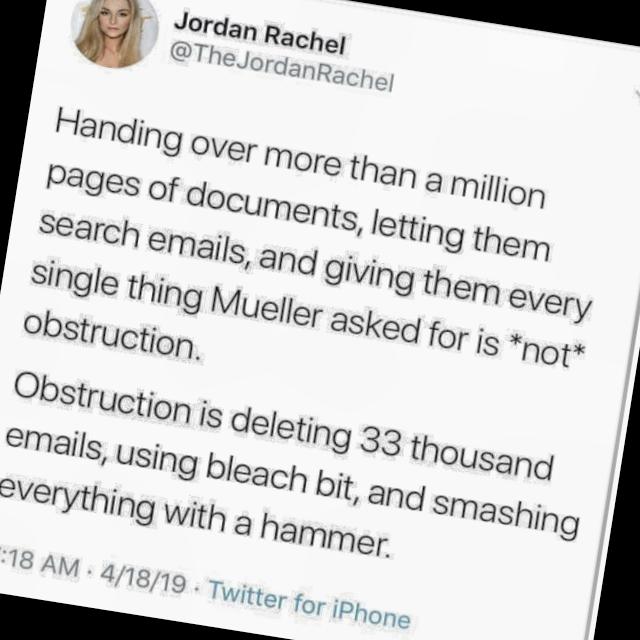 Jordan Rachel
@TheJordanRachel
Handing over more than a million
pages of documents, letting them
search emails, and giving them every
single thing Mueller asked for is *not*
obstruction.
Obstruction is deleting 33 thousand
emails, using bleach bit, and smashing
everything with a hammer.
:18 AM · 4/18/19 · Twitter for iPhone